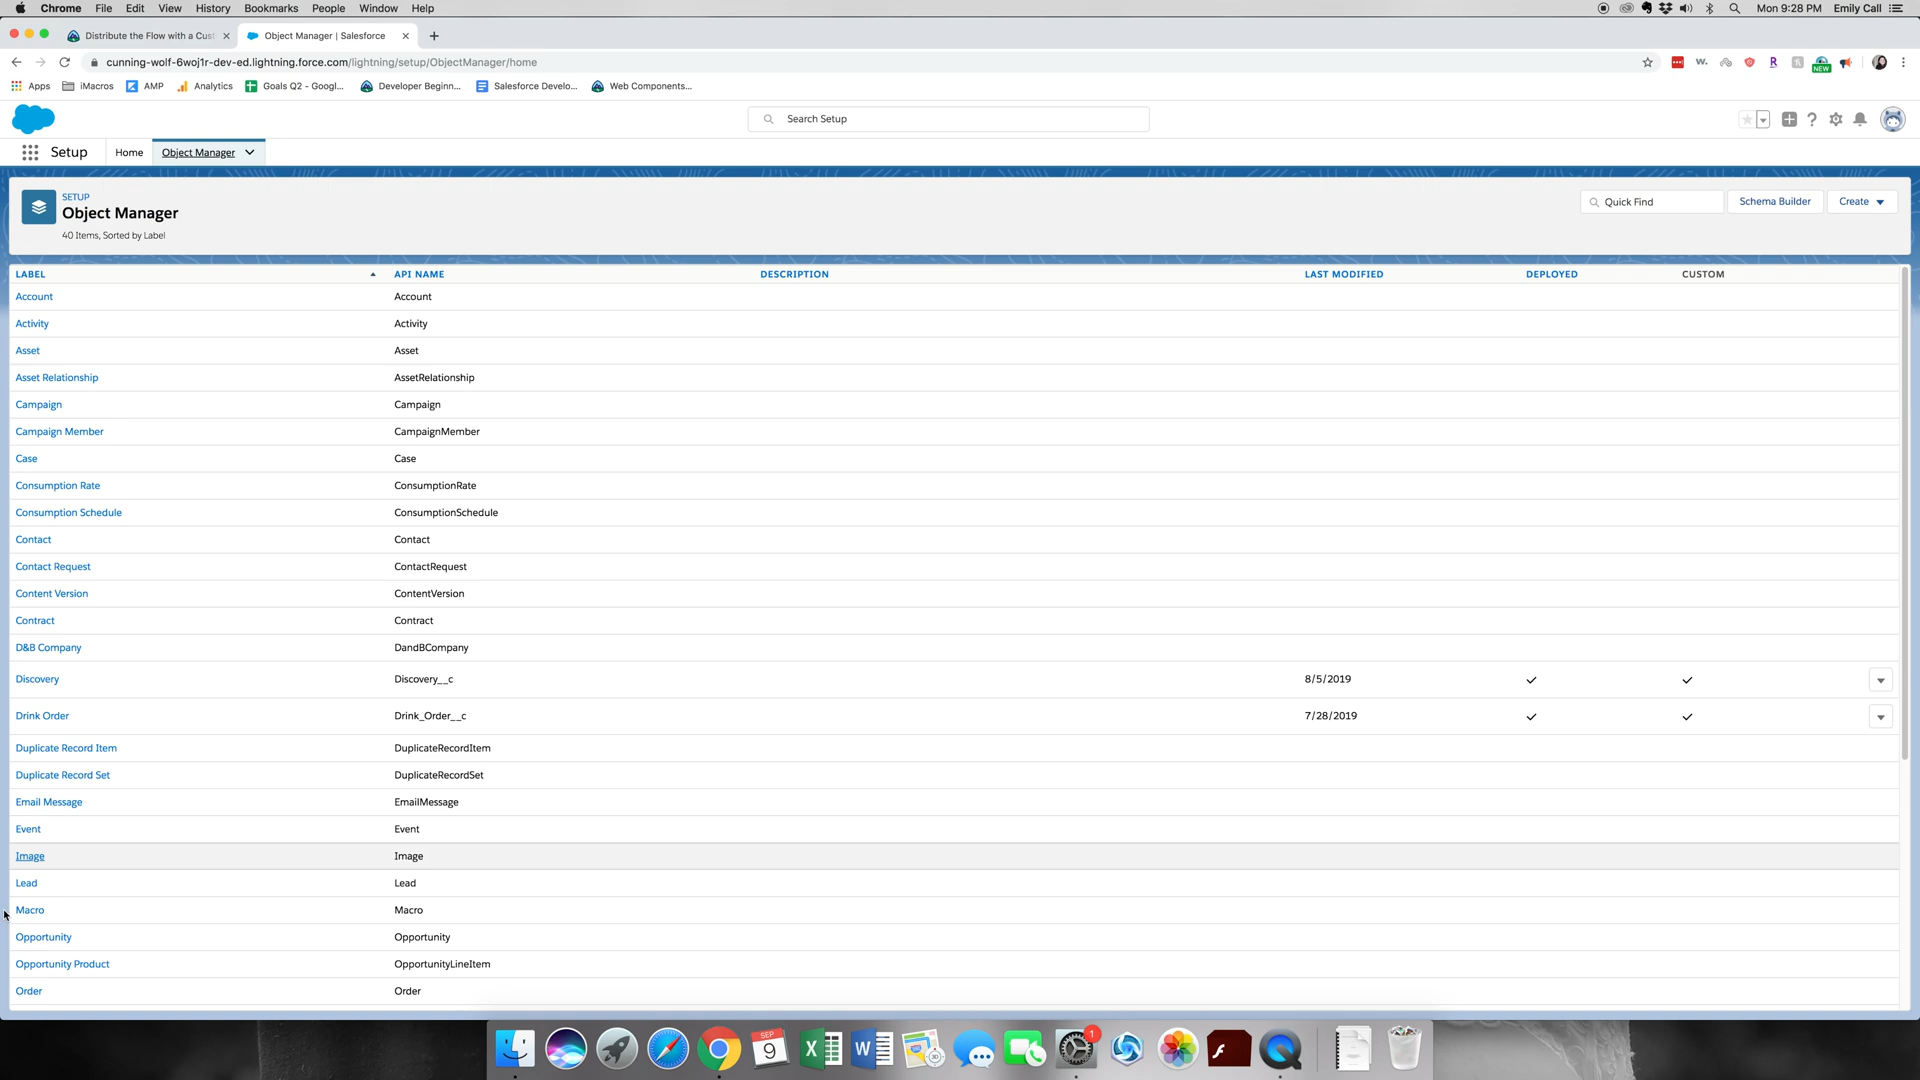 Chrome File Edit View History Bookmarks People Window Help
Mon 9:28 PM Emily Call
Distribute the Flow with a Cus
Object Manager | Salesforce
cunning-wolf-6woj1r-dev-ed.lightning.force.com/lightning/setup/ObjectManager/home
Apps iMacros AMP Analytics Goals Q2 - Googl... Developer Beginn... Salesforce Develo... Web Components...
NEW
Search Setup
Setup Home Object Manager
SETUP
Object Manager
40 Items, Sorted by Label
Quick Find Schema Builder Create
LABEL API NAME DESCRIPTION LAST MODIFIED DEPLOYED CUSTOM
Account Account
Activity Activity
Asset Asset
Asset Relationship AssetRelationship
Campaign Campaign
Campaign Member CampaignMember
Case Case
Consumption Rate ConsumptionRate
Consumption Schedule ConsumptionSchedule
Contact Contact
Contact Request ContactRequest
Content Version ContentVersion
Contract Contract
D&B Company DandBCompany
Discovery Discovery__c 8/5/2019
Drink Order Drink_Order__c 7/28/2019
Duplicate Record Item DuplicateRecordItem
Duplicate Record Set DuplicateRecordSet
Email Message EmailMessage
Event Event
Image Image
Lead Lead
Macro Macro
Opportunity Opportunity
Opportunity Product OpportunityLineItem
Order Order
SEP
9
1